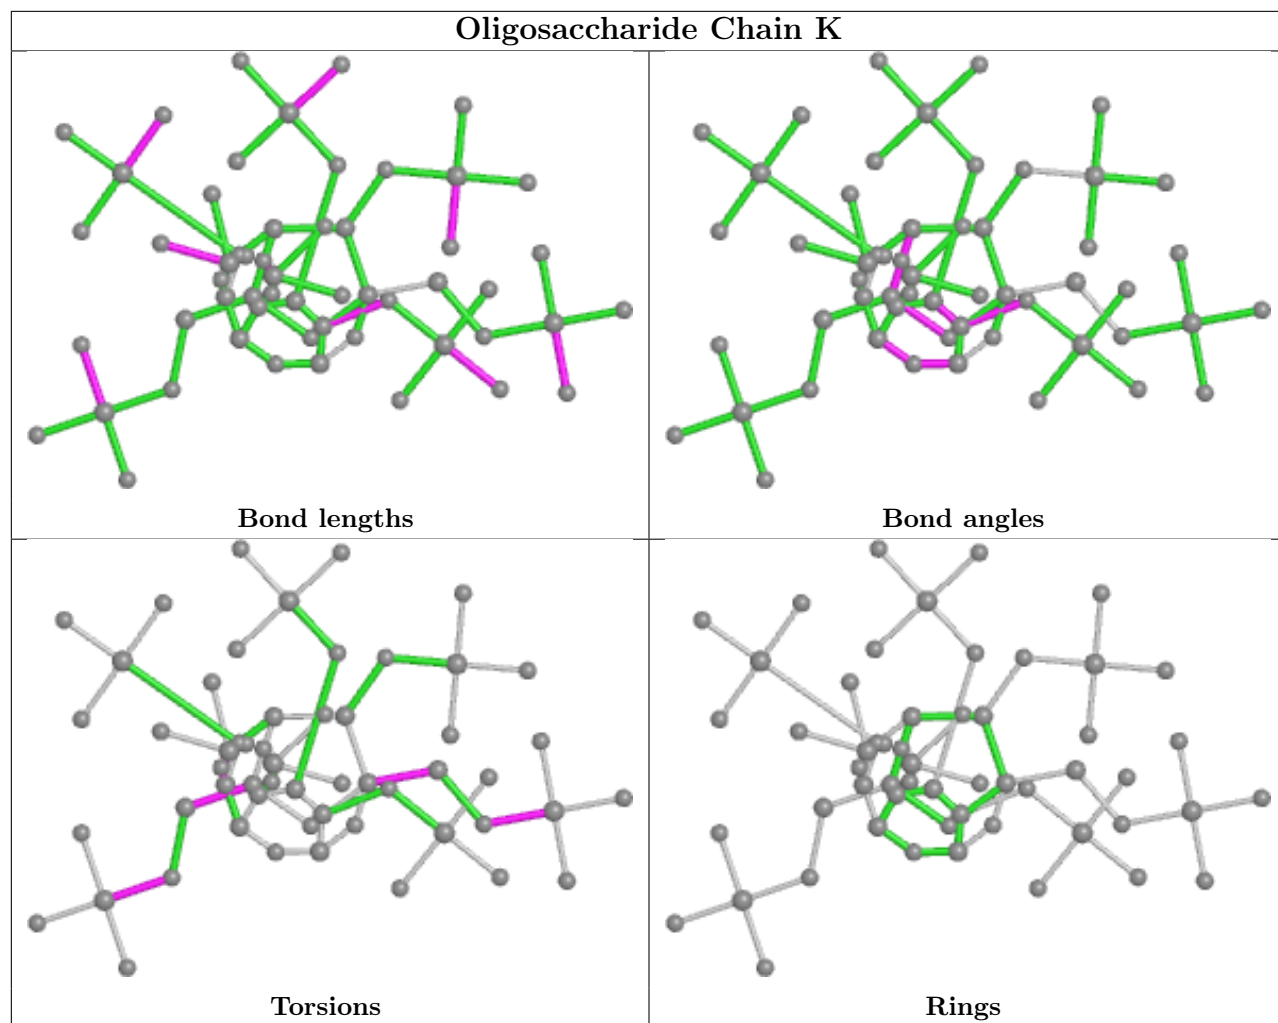 Oligosaccharide Chain K
Bond lengths
Bond angles
Torsions
Rings